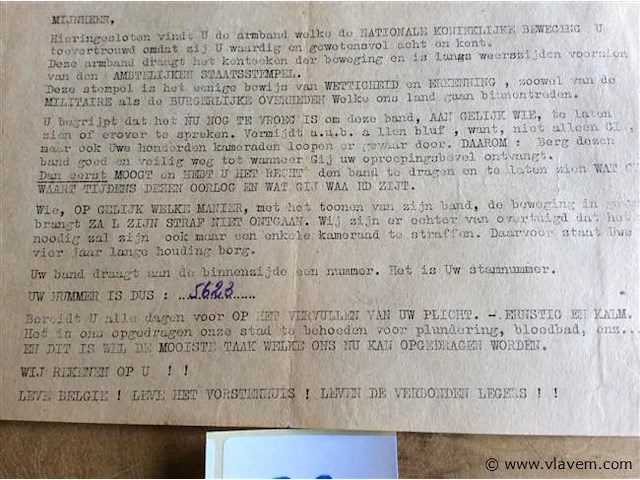 MIJNHEER,
Hieringesloten vindt U de armband welke de NATIONALE KONINKLIJKE BEWEGING U
toevertrouwd omdat zij U waardig en gewetensvol acht en kent.
Deze armband draagt het kenteeken der beweging en is langs weerszijden voorzien
van den AMBTELIJKEN STAATSSTEMPEL.
Deze stempel is het eenige bewijs van WETTIGHEID en ERKENNING , zoowel van de
MILITAIRE als de BURGERLIJKE OVERHEDEN Welke ons land gaan binnentreden.
U begrijpt dat het NU NOG TE VROEG IS om deze band, AAN GELIJK WIE, te laten
zien of erover te spreken. Vermijdt a.u.b. a llen bluf , want, niet alleen
maar ook Uwe honderden kameraden loopen er gevaar door. DAAROM : Berg dezen
band goed en veilig weg tot wanneer Gij uw oproepingsbevel ontvangt.
Dan eerst MOOGT en HEBT U HET RECHT den band te dragen en te laten zien WAT
WAART TIJDENS DEZEN OORLOG EN WAT GIJ WAA RD ZIJT.
Wie, OP GELIJK WELKE MANIER, met het toonen van zijn band, de beweging in
brangt ZA L ZIJN STRAF NIET ONTGAAN. Wij zijn er echter van overtuigd dat het
noodig zal zijn ook maar een enkele kameraad te straffen. Daarvoor staat Uwe
vier jaar lange houding borg.
Uw band draagt aan de binnenzijde een nummer. Het is Uw stamnummer.
UW NUMMER IS DUS : ...5623......
Bereidt U alle dagen voor OP HET VERVULLEN VAN UW PLICHT. -. ERNSTIG EN KALM.
Het is ons opgedragen onze stad te behoeden voor plundering, bloedbad, enz...
EN DIT IS WEL DE MOOISTE TAAK WELKE ONS NU KAN OPGEDRAGEN WORDEN.
WIJ REKENEN OP U ! !
LEVE BELGIE ! LEVE HET VORSTENHUIS ! LEVEN DE VERBONDEN LEGERS ! !
© www.vlavem.com